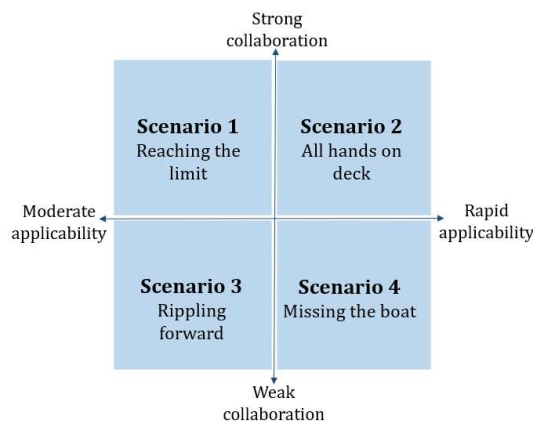 Strong
collaboration
Scenario 1
Reaching the
limit
Scenario 2
All hands on
deck
Moderate
applicability
Rapid
applicability
Scenario 3
Rippling
forward
Scenario 4
Missing the boat
Weak
collaboration